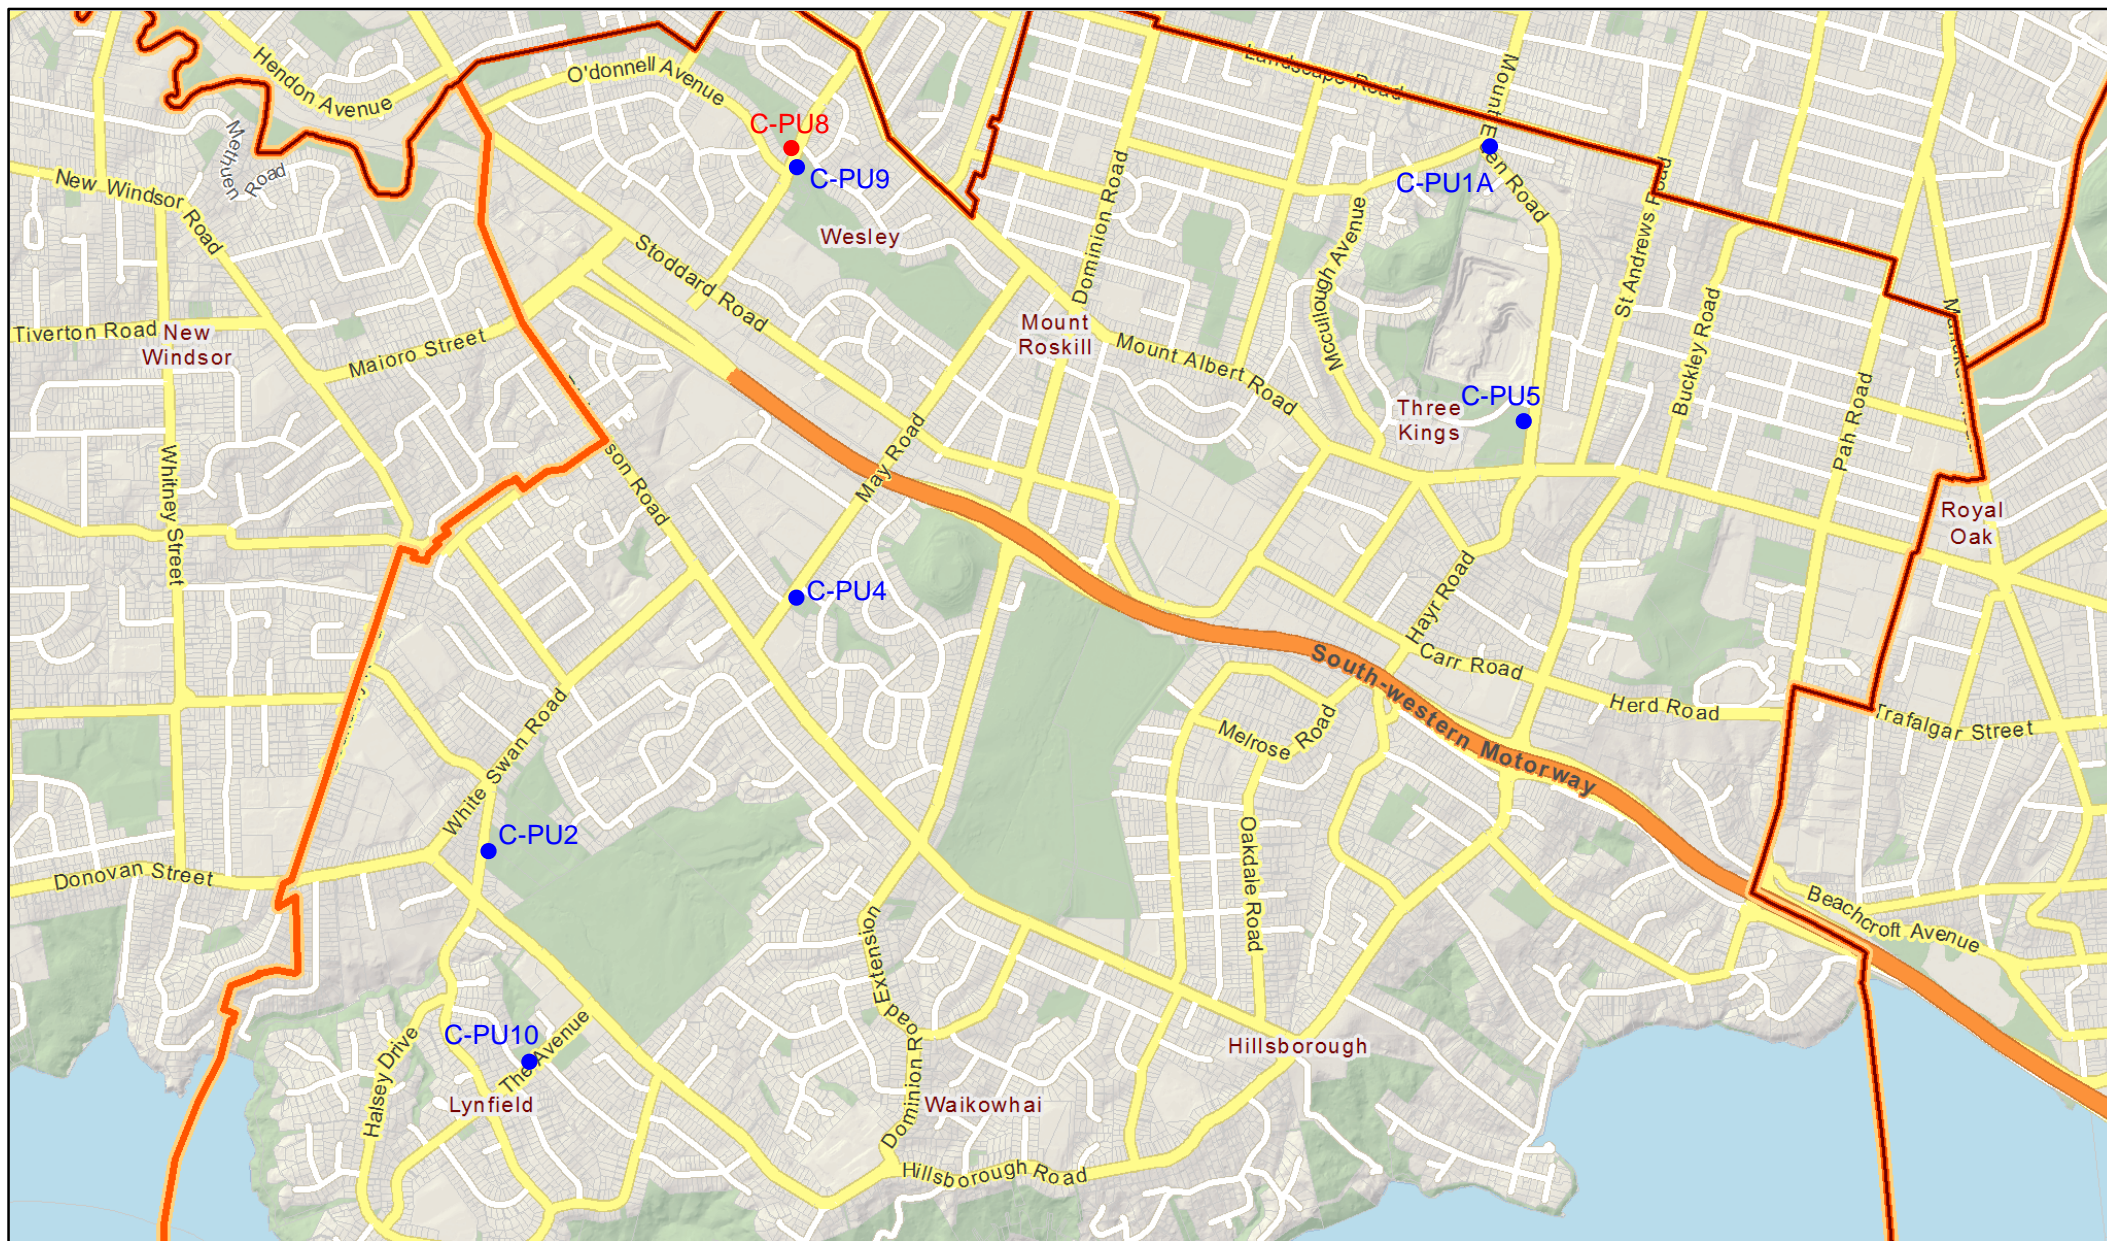 Hendon Avenue
O'donnell Avenue
Landscape Road
Mount Eden Road
C-PU8
C-PU9
C-PU1A
Methuen
Road
New Windsor Road
Wesley
Dominion Road
St Andrews Road
Stoddard Road
Mccullough Avenue
Tiverton Road
New
Windsor
Maioro Street
Mount
Roskill
Mount Albert Road
Buckley Road
C-PU5
Three
Kings
Pah Road
May Road
son Road
Whitney Street
Royal
Oak
C-PU4
Hayr Road
Carr Road
South-western Motorway
Herd Road
Trafalgar Street
Melrose Road
White Swan Road
C-PU2
Donovan Street
Oakdale Road
Beachcroft Avenue
Dominion Road Extension
C-PU10
The Avenue
Halsey Drive
Lynfield
Waikowhai
Hillsborough
Hillsborough Road